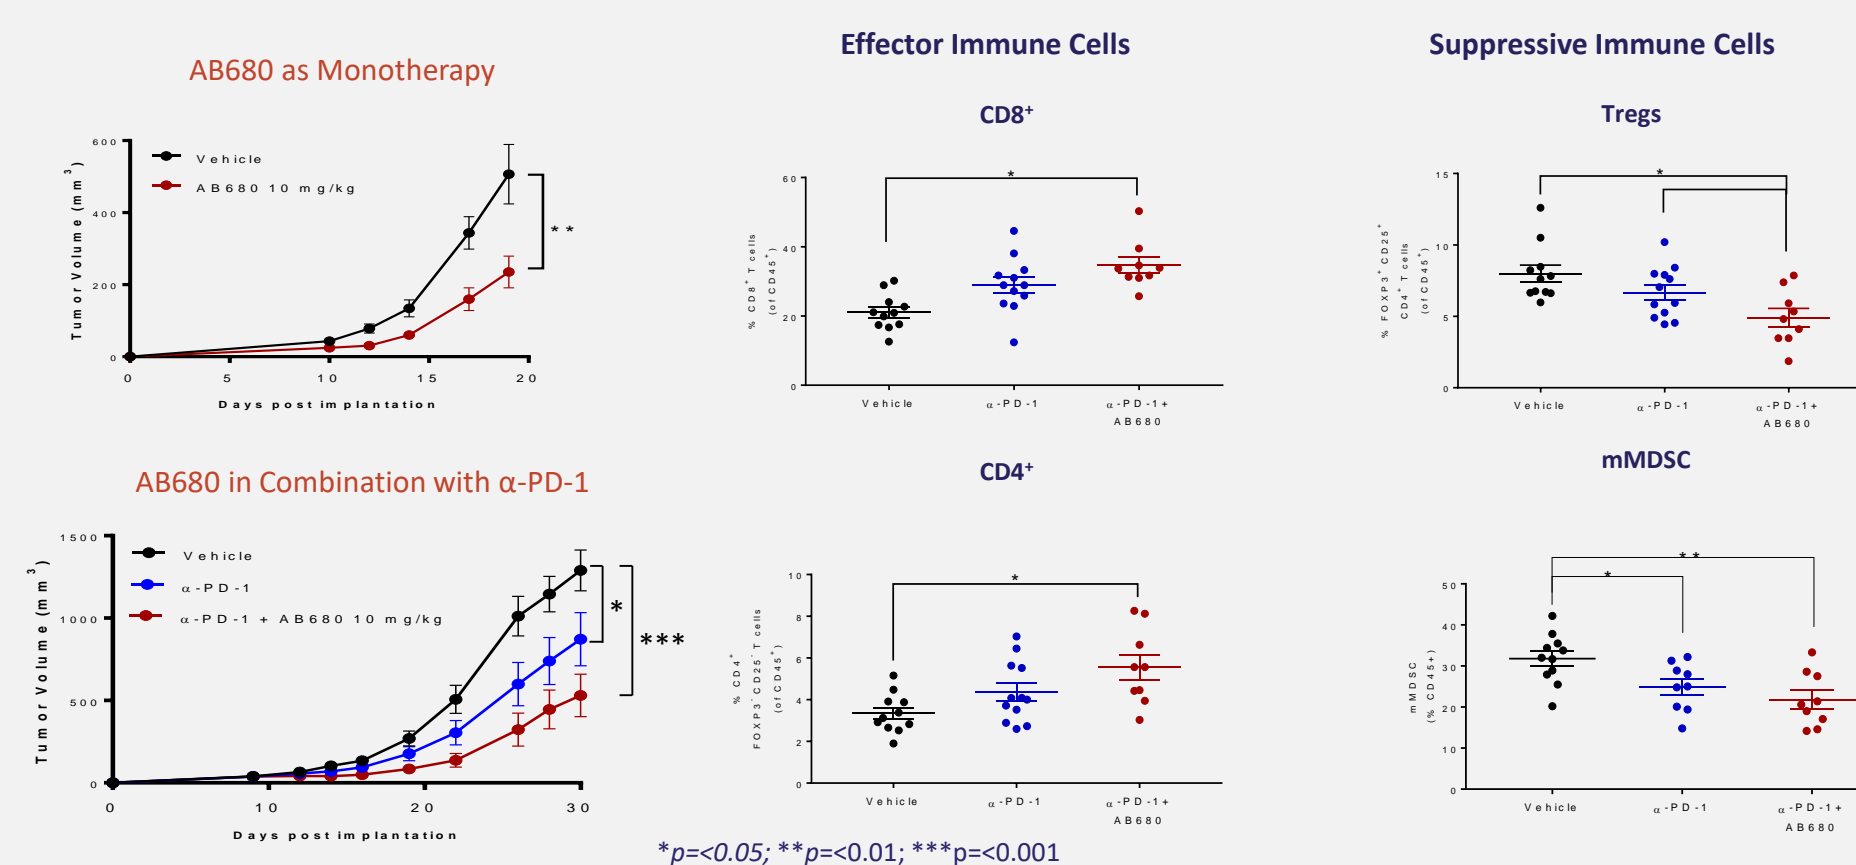 AB680 as Monotherapy
Tumor Volume (mm³)
600
400
200
0
Vehicle
AB680 10 mg/kg
**
0 5 10 15 20
Days post implantation
AB680 in Combination with α-PD-1
Tumor Volume (mm³)
1500
1000
500
0
Vehicle
α-PD-1
α-PD-1 + AB680 10 mg/kg
*
***
0 10 20 30
Days post implantation
Effector Immune Cells
CD8⁺
% CD8⁺ T cells
(of CD45⁺)
60
40
20
0
*
Vehicle α-PD-1 α-PD-1 +
AB680
CD4⁺
% CD4⁺
FOXP3⁻ CD25⁻ T cells
(of CD45⁺)
10
8
6
4
2
0
*
Vehicle α-PD-1 α-PD-1 +
AB680
Suppressive Immune Cells
Tregs
% FOXP3⁺ CD25⁺
CD4⁺ T cells
(of CD45⁺)
15
10
5
0
*
Vehicle α-PD-1 α-PD-1 +
AB680
mMDSC
mMDSC
(% CD45+)
50
40
30
20
10
0
**
*
Vehicle α-PD-1 α-PD-1 +
AB680
*p=<0.05; **p=<0.01; ***p=<0.001